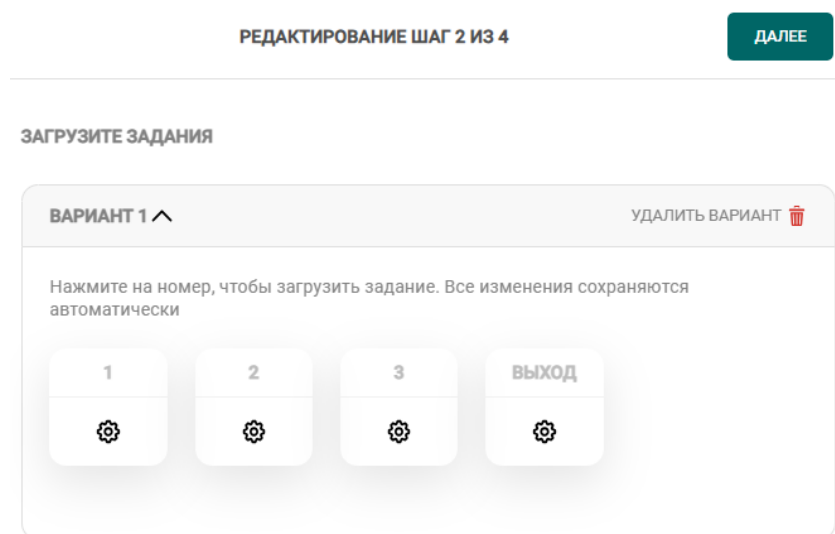 РЕДАКТИРОВАНИЕ ШАГ 2 ИЗ 4
ДАЛЕЕ
ЗАГРУЗИТЕ ЗАДАНИЯ
ВАРИАНТ 1
УДАЛИТЬ ВАРИАНТ
Нажмите на номер, чтобы загрузить задание. Все изменения сохраняются
автоматически
1
2
3
ВЫХОД